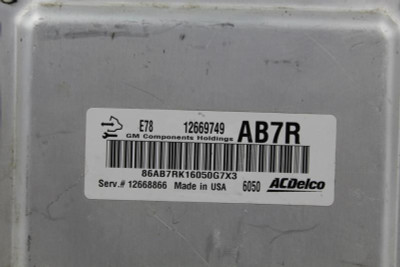 E78 12669749 AB7R
GM Components Holdings
86AB7RK16050G7X3
Serv.# 12668866 Made in USA 6050 ACDelco